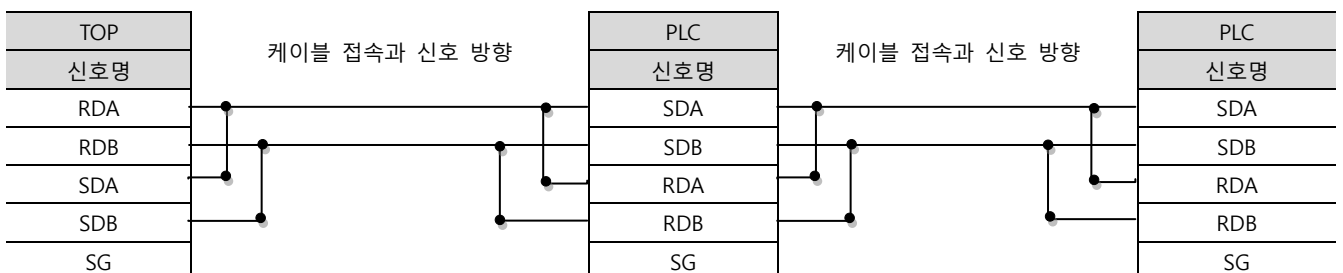 TOP 케이블 접속과 신호 방향 PLC 케이블 접속과 신호 방향 PLC
신호명 신호명 신호명
RDA SDA SDA
RDB SDB SDB
SDA RDA RDA
SDB RDB RDB
SG SG SG